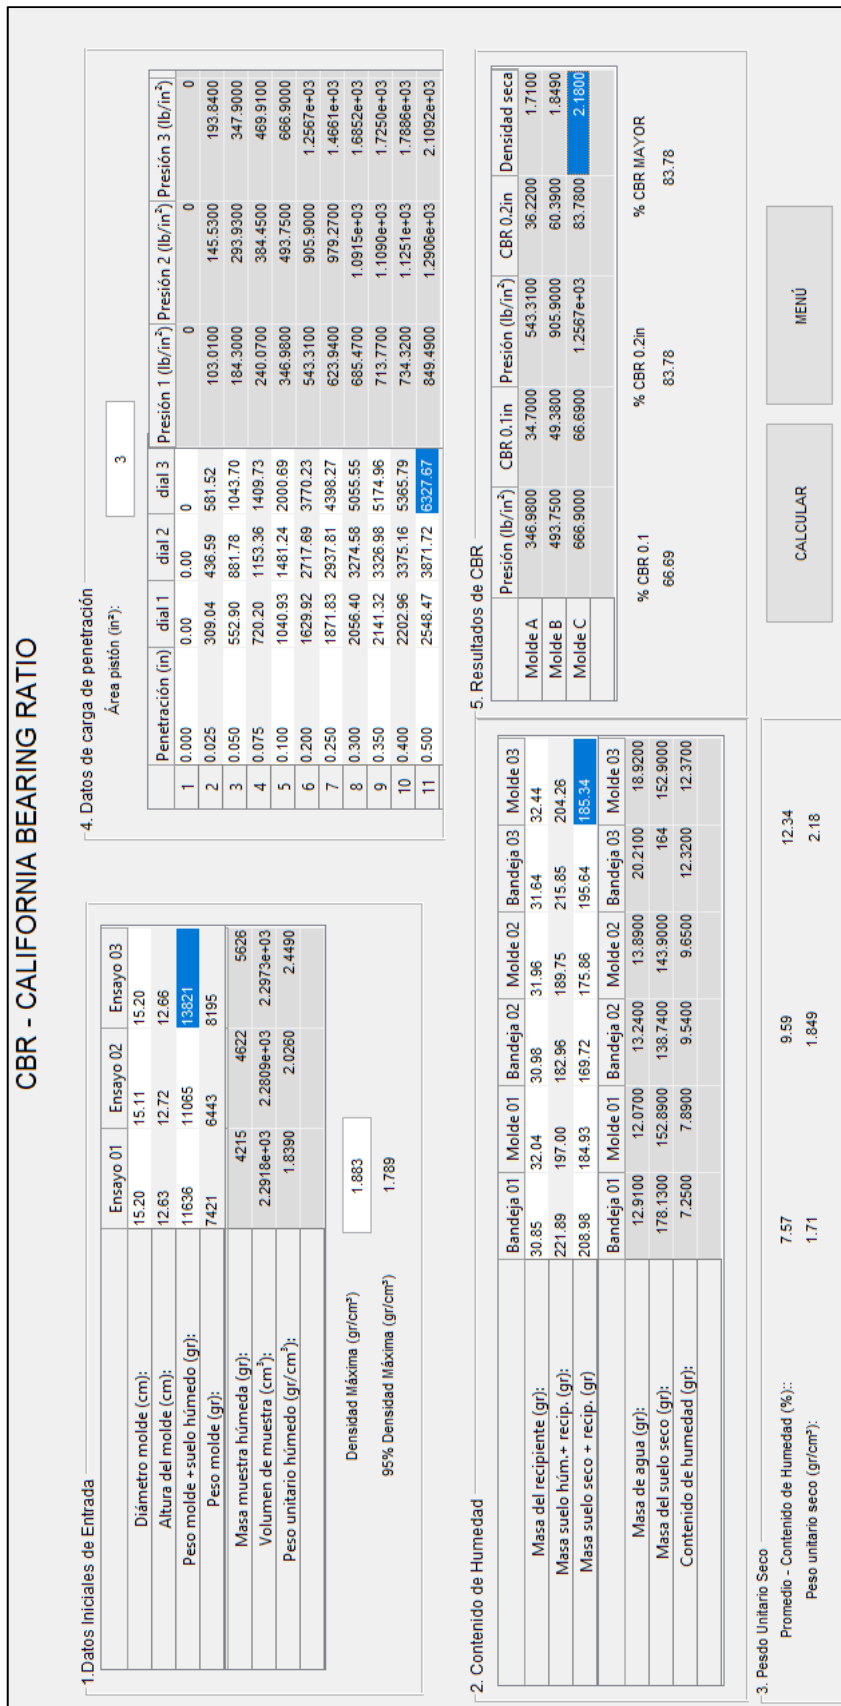 CBR - CALIFORNIA BEARING RATIO
1.Datos Iniciales de Entrada
Ensayo 01 Ensayo 02 Ensayo 03
Diámetro molde (cm): 15.20 15.11 15.20
Altura del molde (cm): 12.63 12.72 12.66
Peso molde +suelo húmedo (gr): 11636 11065 13821
Peso molde (gr): 7421 6443 8195
Masa muestra húmeda (gr): 4215 4622 5626
Volumen de muestra (cm³): 2.2918e+03 2.2809e+03 2.2973e+03
Peso unitario húmedo (gr/cm³): 1.8390 2.0260 2.4490
Densidad Máxima (gr/cm³) 1.883
95% Densidad Máxima (gr/cm³) 1.789
4. Datos de carga de penetración
Área pistón (in²): 3
Penetración (in) dial 1 dial 2 dial 3 Presión 1 (lb/in²) Presión 2 (lb/in²) Presión 3 (lb/in²)
1 0.000 0.00 0.00 0 0 0 0
2 0.025 309.04 436.59 581.52 103.0100 145.5300 193.8400
3 0.050 552.90 881.78 1043.70 184.3000 293.9300 347.9000
4 0.075 720.20 1153.36 1409.73 240.0700 384.4500 469.9100
5 0.100 1040.93 1481.24 2000.69 346.9800 493.7500 666.9000
6 0.200 1629.92 2717.69 3770.23 543.3100 905.9000 1.2567e+03
7 0.250 1871.83 2937.81 4398.27 623.9400 979.2700 1.4661e+03
8 0.300 2056.40 3274.58 5055.55 685.4700 1.0915e+03 1.6852e+03
9 0.350 2141.32 3326.98 5174.96 713.7700 1.1090e+03 1.7250e+03
10 0.400 2202.96 3375.16 5365.79 734.3200 1.1251e+03 1.7886e+03
11 0.500 2548.47 3871.72 6327.67 849.4900 1.2906e+03 2.1092e+03
2. Contenido de Humedad
Bandeja 01 Molde 01 Bandeja 02 Molde 02 Bandeja 03 Molde 03
Masa del recipiente (gr): 30.85 32.04 30.98 31.96 31.64 32.44
Masa suelo húm.+ recip. (gr): 221.89 197.00 182.96 189.75 215.85 204.26
Masa suelo seco + recip. (gr) 208.98 184.93 169.72 175.86 195.64 185.34
Bandeja 01 Molde 01 Bandeja 02 Molde 02 Bandeja 03 Molde 03
Masa de agua (gr): 12.9100 12.0700 13.2400 13.8900 20.2100 18.9200
Masa del suelo seco (gr): 178.1300 152.8900 138.7400 143.9000 164 152.9000
Contenido de humedad (gr): 7.2500 7.8900 9.5400 9.6500 12.3200 12.3700
3. Pesdo Unitario Seco
Promedio - Contenido de Humedad (%):: 7.57 9.59 12.34
Peso unitario seco (gr/cm³): 1.71 1.849 2.18
5. Resultados de CBR
Presión (lb/in²) CBR 0.1in Presión (lb/in²) CBR 0.2in Densidad seca
Molde A 346.9800 34.7000 543.3100 36.2200 1.7100
Molde B 493.7500 49.3800 905.9000 60.3900 1.8490
Molde C 666.9000 66.6900 1.2567e+03 83.7800 2.1800
% CBR 0.1 % CBR 0.2in % CBR MAYOR
66.69 83.78 83.78
CALCULAR MENÚ